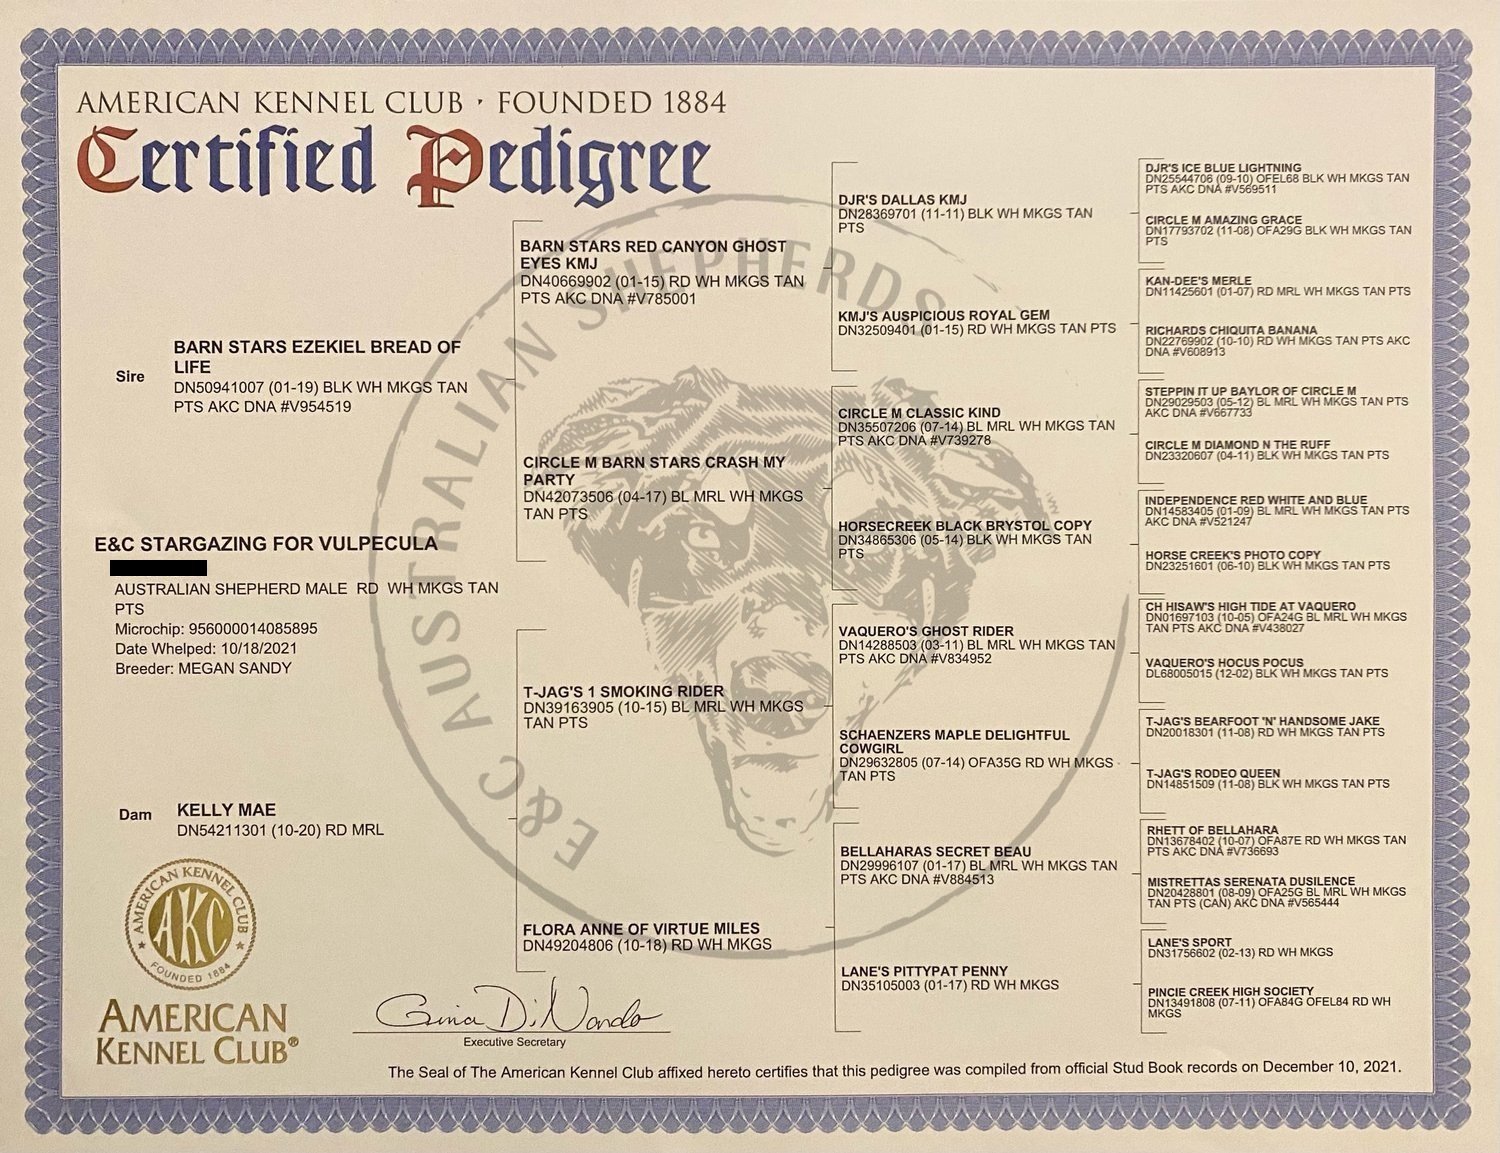 AMERICAN KENNEL CLUB · FOUNDED 1884
Certified Pedigree
Sire
BARN STARS EZEKIEL BREAD OF
LIFE
DN50941007 (01-19) BLK WH MKGS TAN
PTS AKC DNA #V954519
E&C STARGAZING FOR VULPECULA
AUSTRALIAN SHEPHERD MALE RD WH MKGS TAN
PTS
Microchip: 956000014085895
Date Whelped: 10/18/2021
Breeder: MEGAN SANDY
Dam
KELLY MAE
DN54211301 (10-20) RD MRL
BARN STARS RED CANYON GHOST
EYES KMJ
DN40669902 (01-15) RD WH MKGS TAN
PTS AKC DNA #V785001
CIRCLE M BARN STARS CRASH MY
PARTY
DN42073506 (04-17) BL MRL WH MKGS
TAN PTS
T-JAG'S 1 SMOKING RIDER
DN39163905 (10-15) BL MRL WH MKGS
TAN PTS
FLORA ANNE OF VIRTUE MILES
DN49204806 (10-18) RD WH MKGS
DJR'S DALLAS KMJ
DN28369701 (11-11) BLK WH MKGS TAN
PTS
KMJ'S AUSPICIOUS ROYAL GEM
DN32509401 (01-15) RD WH MKGS TAN PTS
CIRCLE M CLASSIC KIND
DN35507206 (07-14) BL MRL WH MKGS TAN
PTS AKC DNA #V739278
HORSECREEK BLACK BRYSTOL COPY
DN34865306 (05-14) BLK WH MKGS TAN
PTS
VAQUERO'S GHOST RIDER
DN14288503 (03-11) BL MRL WH MKGS TAN
PTS AKC DNA #V834952
SCHAENZERS MAPLE DELIGHTFUL
COWGIRL
DN29632805 (07-14) OFA35G RD WH MKGS
TAN PTS
BELLAHARAS SECRET BEAU
DN29996107 (01-17) BL MRL WH MKGS TAN
PTS AKC DNA #V884513
LANE'S PITTYPAT PENNY
DN35105003 (01-17) RD WH MKGS
DJR'S ICE BLUE LIGHTNING
DN25544706 (09-10) OFEL68 BLK WH MKGS TAN
PTS AKC DNA #V569511
CIRCLE M AMAZING GRACE
DN17793702 (11-08) OFA29G BLK WH MKGS TAN
PTS
KAN-DEE'S MERLE
DN11425601 (01-07) RD MRL WH MKGS TAN PTS
RICHARDS CHIQUITA BANANA
DN22769902 (10-10) RD WH MKGS TAN PTS AKC
DNA #V608913
STEPPIN IT UP BAYLOR OF CIRCLE M
DN29029503 (05-12) BL MRL WH MKGS TAN PTS
AKC DNA #V667733
CIRCLE M DIAMOND N THE RUFF
DN23320607 (04-11) BLK WH MKGS TAN PTS
INDEPENDENCE RED WHITE AND BLUE
DN14583405 (01-09) BL MRL WH MKGS TAN PTS
AKC DNA #V521247
HORSE CREEK'S PHOTO COPY
DN23251601 (06-10) BLK WH MKGS TAN PTS
CH HISAW'S HIGH TIDE AT VAQUERO
DN01697103 (10-05) OFA24G BL MRL WH MKGS
TAN PTS AKC DNA #V438027
VAQUERO'S HOCUS POCUS
DL68005015 (12-02) BLK WH MKGS TAN PTS
T-JAG'S BEARFOOT 'N' HANDSOME JAKE
DN20018301 (11-08) RD WH MKGS TAN PTS
T-JAG'S RODEO QUEEN
DN14851509 (11-08) BLK WH MKGS TAN PTS
RHETT OF BELLAHARA
DN13678402 (10-07) OFA87E RD WH MKGS TAN
PTS AKC DNA #V736693
MISTRETTAS SERENATA DUSILENCE
DN20428801 (08-09) OFA25G BL MRL WH MKGS
TAN PTS (CAN) AKC DNA #V565444
LANE'S SPORT
DN31756602 (02-13) RD WH MKGS
PINCIE CREEK HIGH SOCIETY
DN13491808 (07-11) OFA84G OFEL84 RD WH
MKGS
E&C AUSTRALIAN SHEPHERDS
AMERICAN KENNEL CLUB
AKC
FOUNDED 1884
AMERICAN
KENNEL CLUB®
Gina DiNardo
Executive Secretary
The Seal of The American Kennel Club affixed hereto certifies that this pedigree was compiled from official Stud Book records on December 10, 2021.